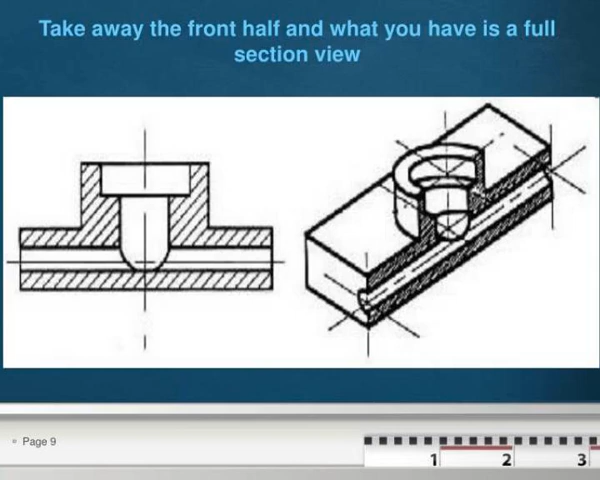 Take away the front half and what you have is a full
section view
Page 9
1 2 3